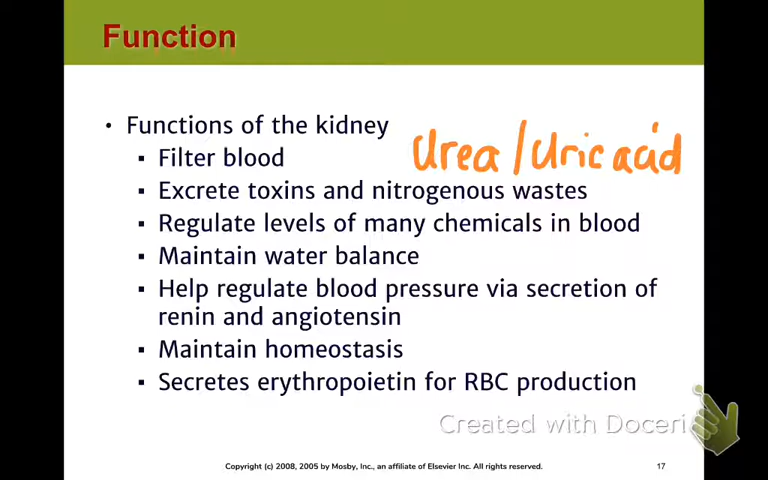 Function
• Functions of the kidney
▪ Filter blood
Urea / Uric acid
▪ Excrete toxins and nitrogenous wastes
▪ Regulate levels of many chemicals in blood
▪ Maintain water balance
▪ Help regulate blood pressure via secretion of
renin and angiotensin
▪ Maintain homeostasis
▪ Secretes erythropoietin for RBC production
Created with Doceri
Copyright (c) 2008, 2005 by Mosby, Inc., an affiliate of Elsevier Inc. All rights reserved.
17